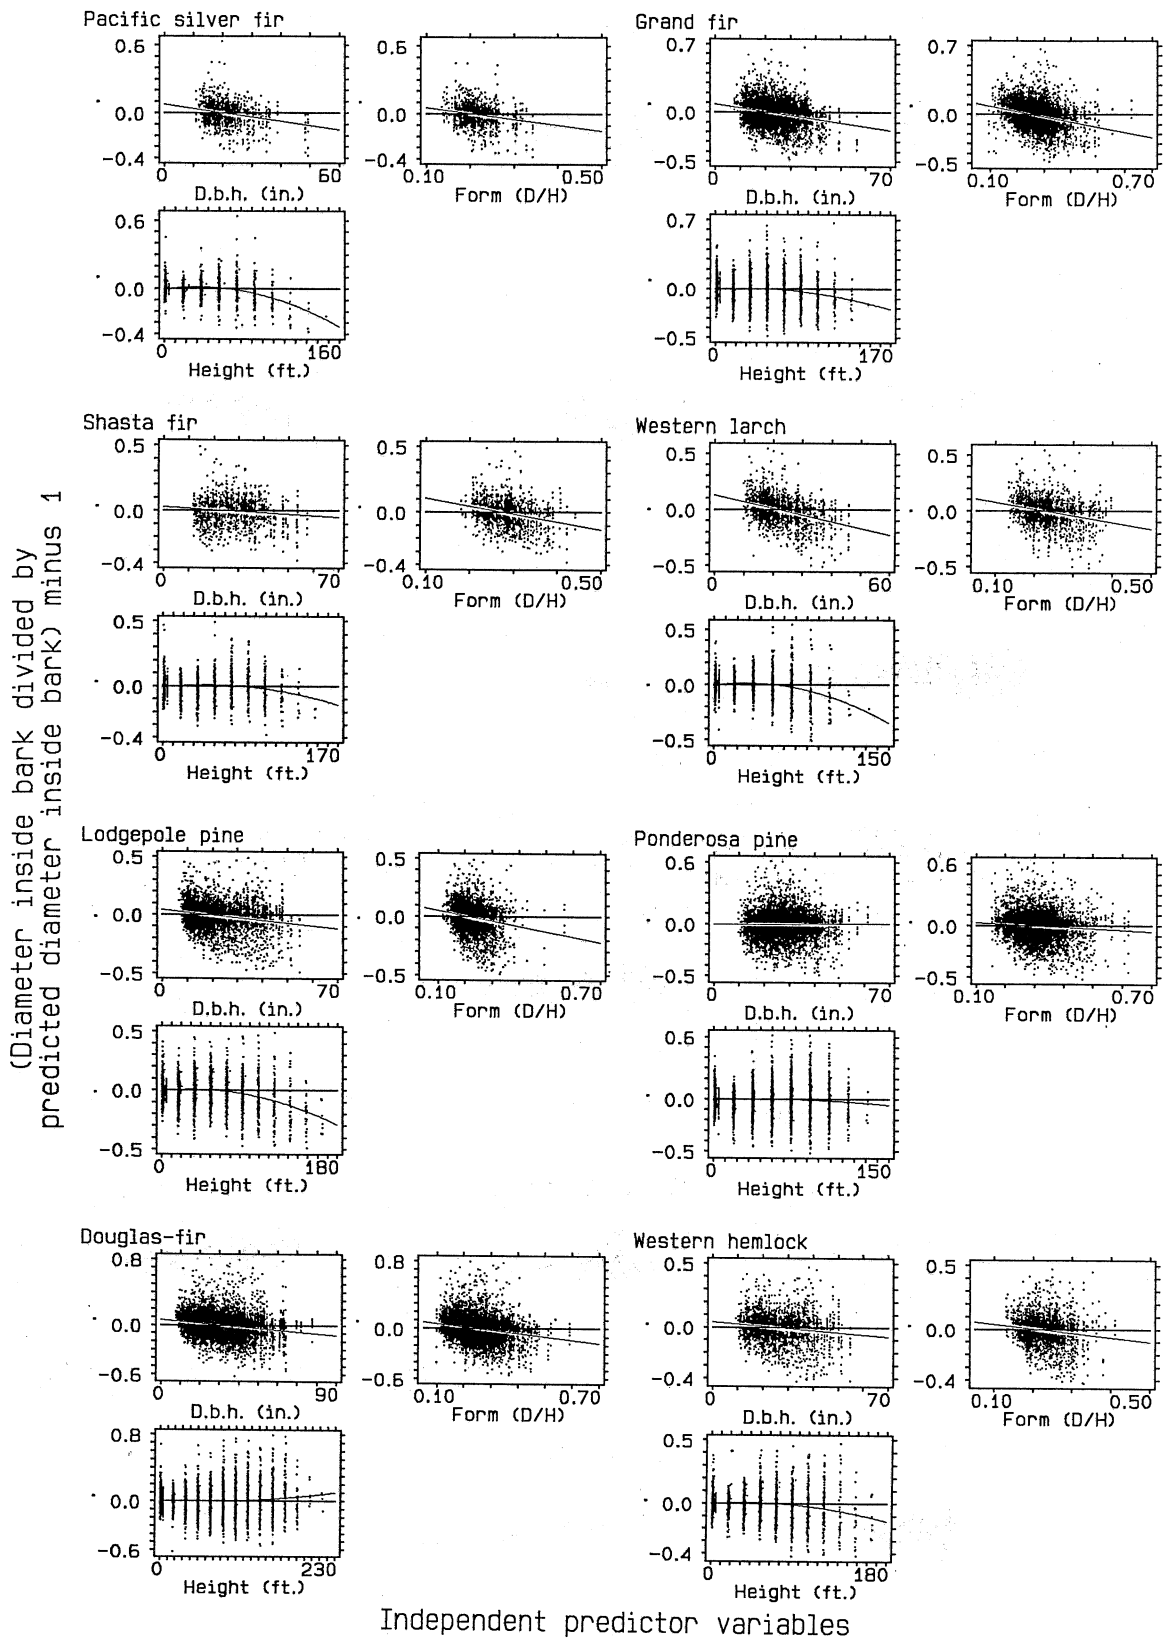 (Diameter inside bark divided by
predicted diameter inside bark) minus 1
Pacific silver fir
0.6
0.0
-0.4
0 60
D.b.h. (in.)
0.6
0.0
-0.4
0.10 0.50
Form (D/H)
0.6
0.0
-0.4
0 160
Height (ft.)
Grand fir
0.7
0.0
-0.5
0 70
D.b.h. (in.)
0.7
0.0
-0.5
0.10 0.70
Form (D/H)
0.7
0.0
-0.5
0 170
Height (ft.)
Shasta fir
0.5
0.0
-0.4
0 70
D.b.h. (in.)
0.5
0.0
-0.4
0.10 0.50
Form (D/H)
0.5
0.0
-0.4
0 170
Height (ft.)
Western larch
0.5
0.0
-0.5
0 60
D.b.h. (in.)
0.5
0.0
-0.5
0.10 0.50
Form (D/H)
0.5
0.0
-0.5
0 150
Height (ft.)
Lodgepole pine
0.5
0.0
-0.5
0 70
D.b.h. (in.)
0.5
0.0
-0.5
0.10 0.70
Form (D/H)
0.5
0.0
-0.5
0 180
Height (ft.)
Ponderosa pine
0.6
0.0
-0.5
0 70
D.b.h. (in.)
0.6
0.0
-0.5
0.10 0.70
Form (D/H)
0.6
0.0
-0.5
0 150
Height (ft.)
Douglas-fir
0.8
0.0
-0.6
0 90
D.b.h. (in.)
0.8
0.0
-0.6
0.10 0.70
Form (D/H)
0.8
0.0
-0.6
0 230
Height (ft.)
Western hemlock
0.5
0.0
-0.4
0 70
D.b.h. (in.)
0.5
0.0
-0.4
0.10 0.50
Form (D/H)
0.5
0.0
-0.4
0 180
Height (ft.)
Independent predictor variables